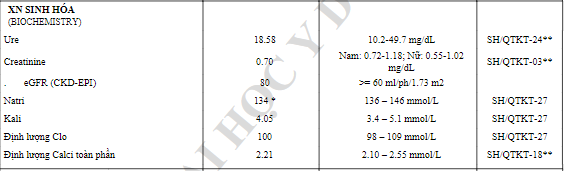 XN SINH HÓA
(BIOCHEMISTRY)
Ure 18.58 10.2-49.7 mg/dL SH/QTKT-24**
Creatinine 0.70 Nam: 0.72-1.18; Nữ: 0.55-1.02 mg/dL SH/QTKT-03**
. eGFR (CKD-EPI) 80 >= 60 ml/ph/1.73 m2
Natri 134 * 136 – 146 mmol/L SH/QTKT-27
Kali 4.05 3.4 – 5.1 mmol/L SH/QTKT-27
Định lượng Clo 100 98 – 109 mmol/L SH/QTKT-27
Định lượng Calci toàn phần 2.21 2.10 – 2.55 mmol/L SH/QTKT-18**
ẠI HỌC Y D